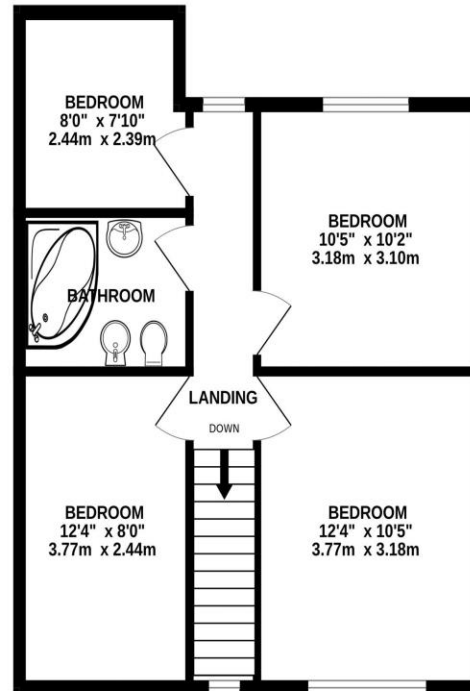 BEDROOM
8'0" x 7'10"
2.44m x 2.39m
BEDROOM
10'5" x 10'2"
3.18m x 3.10m
BATHROOM
LANDING
DOWN
BEDROOM
12'4" x 8'0"
3.77m x 2.44m
BEDROOM
12'4" x 10'5"
3.77m x 3.18m